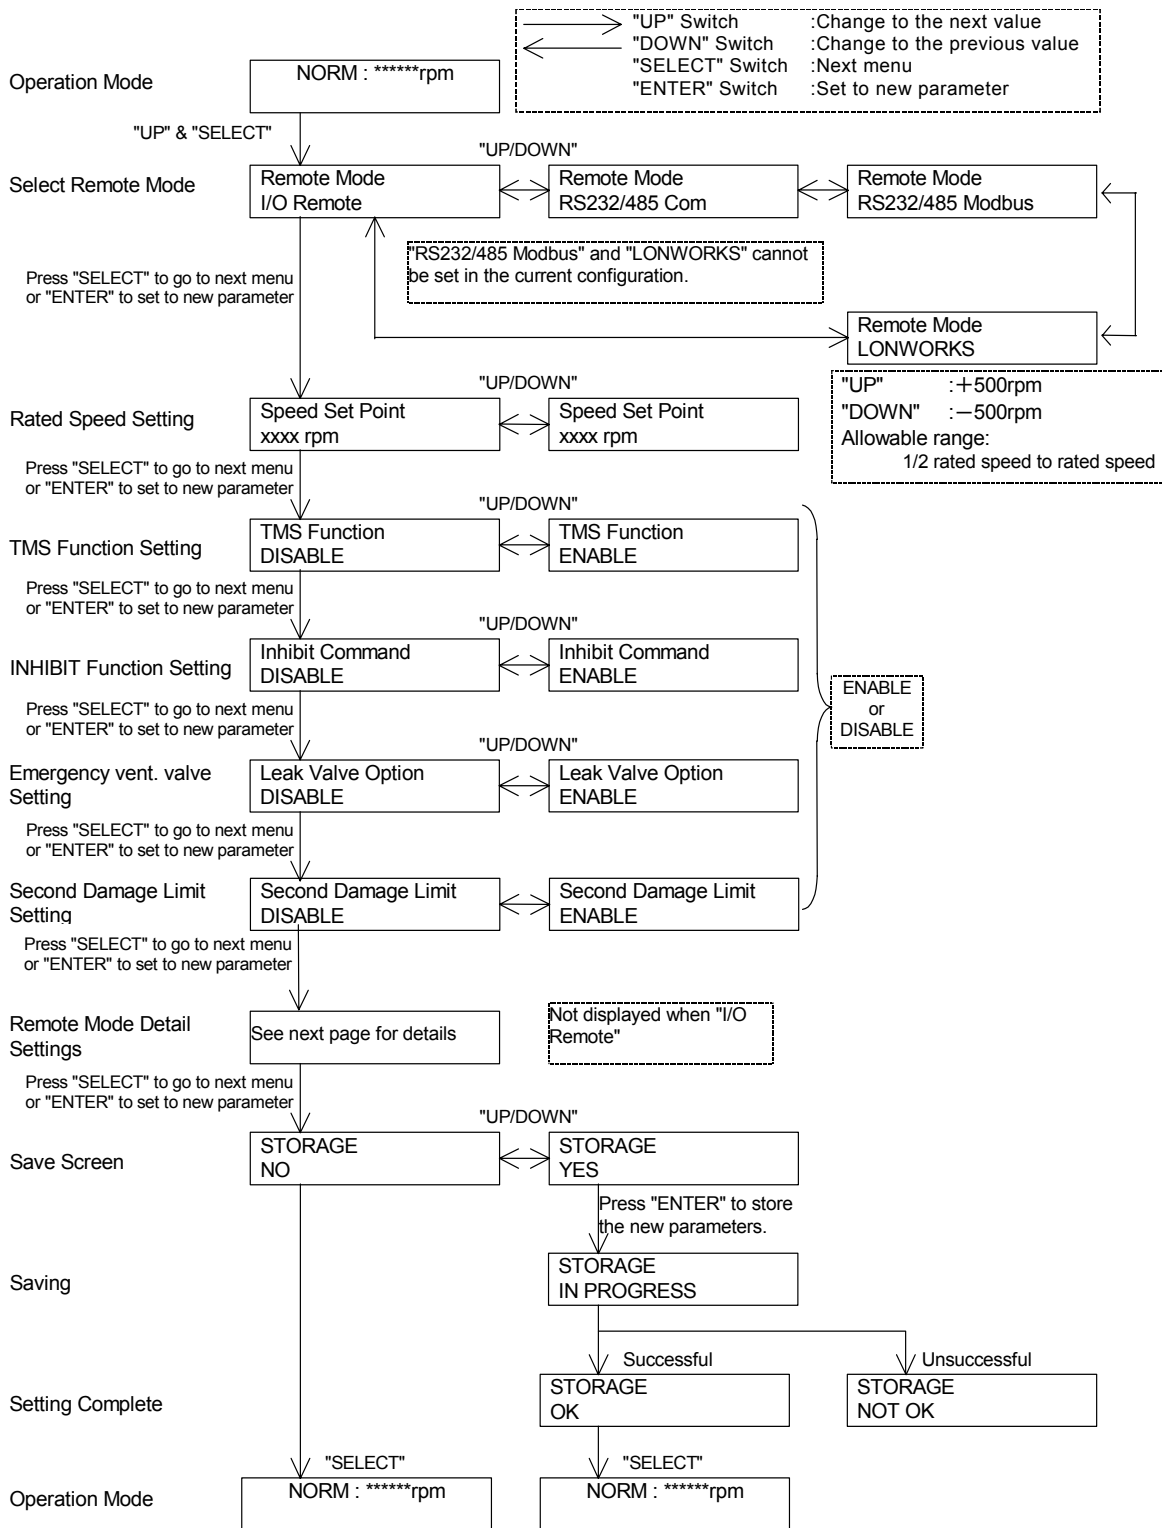 "UP" Switch :Change to the next value
"DOWN" Switch :Change to the previous value
"SELECT" Switch :Next menu
"ENTER" Switch :Set to new parameter
Operation Mode
NORM : ******rpm
"UP" & "SELECT"
"UP/DOWN"
Select Remote Mode
Remote Mode
I/O Remote
Remote Mode
RS232/485 Com
Remote Mode
RS232/485 Modbus
"RS232/485 Modbus" and "LONWORKS" cannot
be set in the current configuration.
Press "SELECT" to go to next menu
or "ENTER" to set to new parameter
Remote Mode
LONWORKS
"UP" :+500rpm
"DOWN" :-500rpm
Allowable range:
1/2 rated speed to rated speed
"UP/DOWN"
Rated Speed Setting
Speed Set Point
xxxx rpm
Speed Set Point
xxxx rpm
Press "SELECT" to go to next menu
or "ENTER" to set to new parameter
"UP/DOWN"
TMS Function Setting
TMS Function
DISABLE
TMS Function
ENABLE
Press "SELECT" to go to next menu
or "ENTER" to set to new parameter
"UP/DOWN"
INHIBIT Function Setting
Inhibit Command
DISABLE
Inhibit Command
ENABLE
ENABLE
or
DISABLE
Press "SELECT" to go to next menu
or "ENTER" to set to new parameter
"UP/DOWN"
Emergency vent. valve
Setting
Leak Valve Option
DISABLE
Leak Valve Option
ENABLE
Press "SELECT" to go to next menu
or "ENTER" to set to new parameter
Second Damage Limit
Setting
Second Damage Limit
DISABLE
Second Damage Limit
ENABLE
Press "SELECT" to go to next menu
or "ENTER" to set to new parameter
Remote Mode Detail
Settings
See next page for details
Not displayed when "I/O
Remote"
Press "SELECT" to go to next menu
or "ENTER" to set to new parameter
"UP/DOWN"
Save Screen
STORAGE
NO
STORAGE
YES
Press "ENTER" to store
the new parameters.
Saving
STORAGE
IN PROGRESS
Successful
Unsuccessful
Setting Complete
STORAGE
OK
STORAGE
NOT OK
"SELECT"
"SELECT"
Operation Mode
NORM : ******rpm
NORM : ******rpm